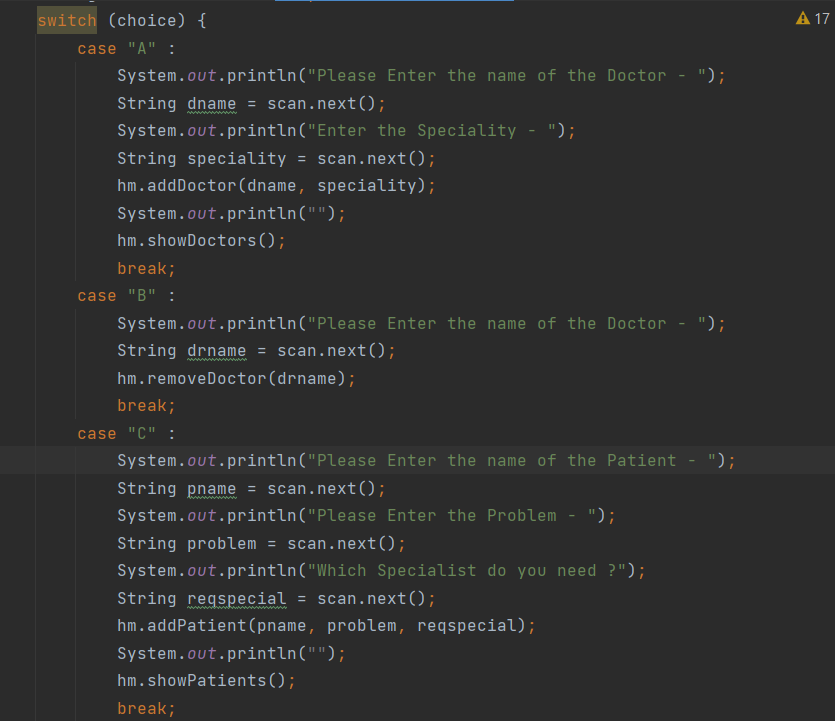 switch (choice) {
17
case "A" :
System.out.println("Please Enter the name of the Doctor - ");
String dname = scan.next();
System.out.println("Enter the Speciality - ");
String speciality = scan.next();
hm.addDoctor(dname, speciality);
System.out.println("");
hm.showDoctors();
break;
case "B" :
System.out.println("Please Enter the name of the Doctor - ");
String drname = scan.next();
hm.removeDoctor(drname);
break;
case "C" :
System.out.println("Please Enter the name of the Patient - ");
String pname = scan.next();
System.out.println("Please Enter the Problem - ");
String problem = scan.next();
System.out.println("Which Specialist do you need ?");
String reqspecial = scan.next();
hm.addPatient(pname, problem, reqspecial);
System.out.println("");
hm.showPatients();
break;